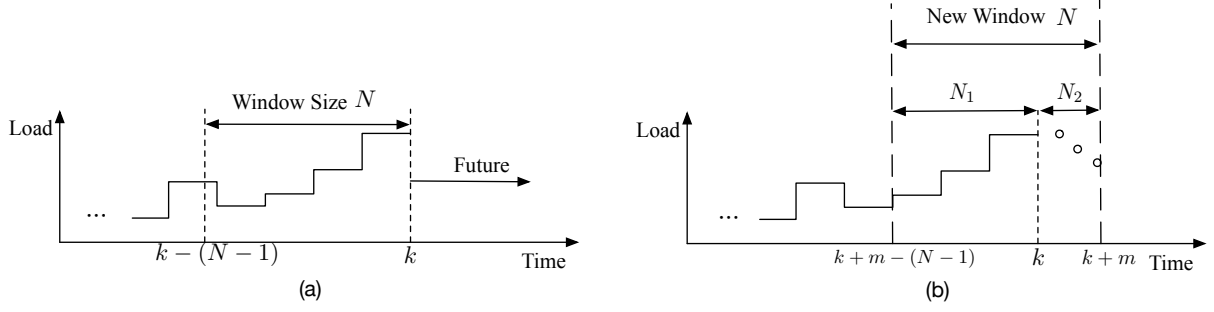 Window Size N
Load
Future
...
k − (N − 1)
k
Time
(a)
New Window N
N₁
N₂
Load
...
k + m − (N − 1)
k
k + m
Time
(b)